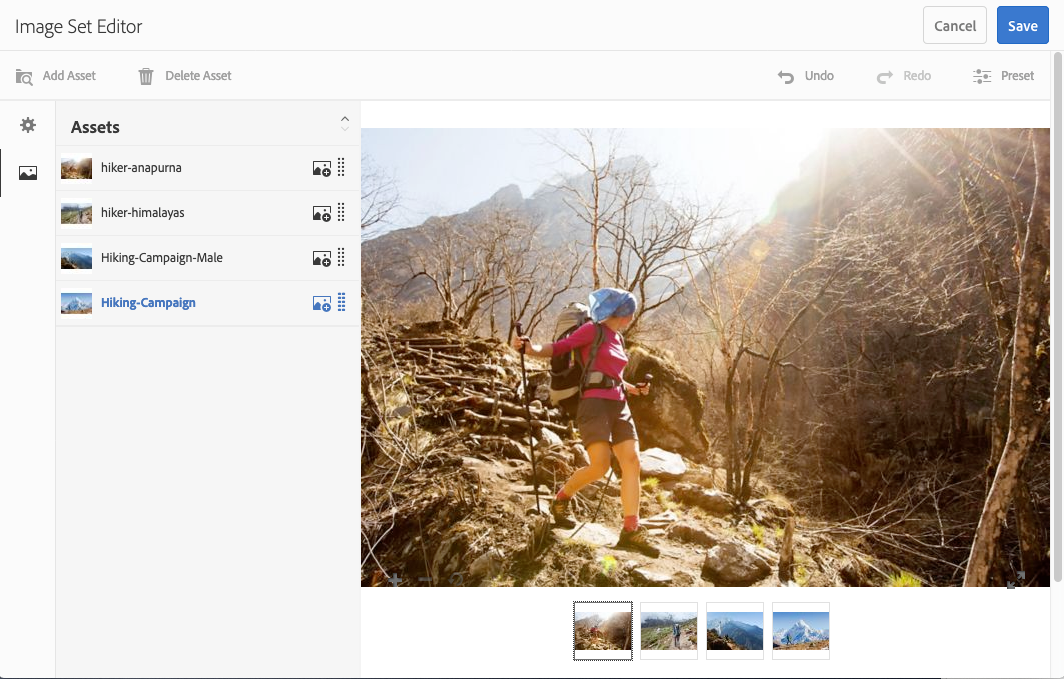 Image Set Editor
Cancel
Save
Add Asset
Delete Asset
Undo
Redo
Preset
Assets
hiker-anapurna
hiker-himalayas
Hiking-Campaign-Male
Hiking-Campaign